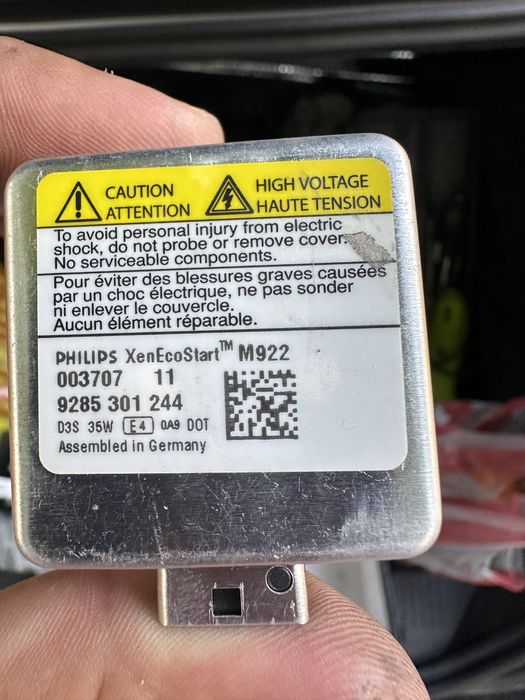 CAUTION
ATTENTION
HIGH VOLTAGE
HAUTE TENSION
To avoid personal injury from electric
shock, do not probe or remove cover.
No serviceable components.
Pour éviter des blessures graves causées
par un choc électrique, ne pas sonder
ni enlever le couvercle.
Aucun élément réparable.
PHILIPS XenEcoStart™ M922
003707 11
9285 301 244
D3S 35W E4 0A9 DOT
Assembled in Germany